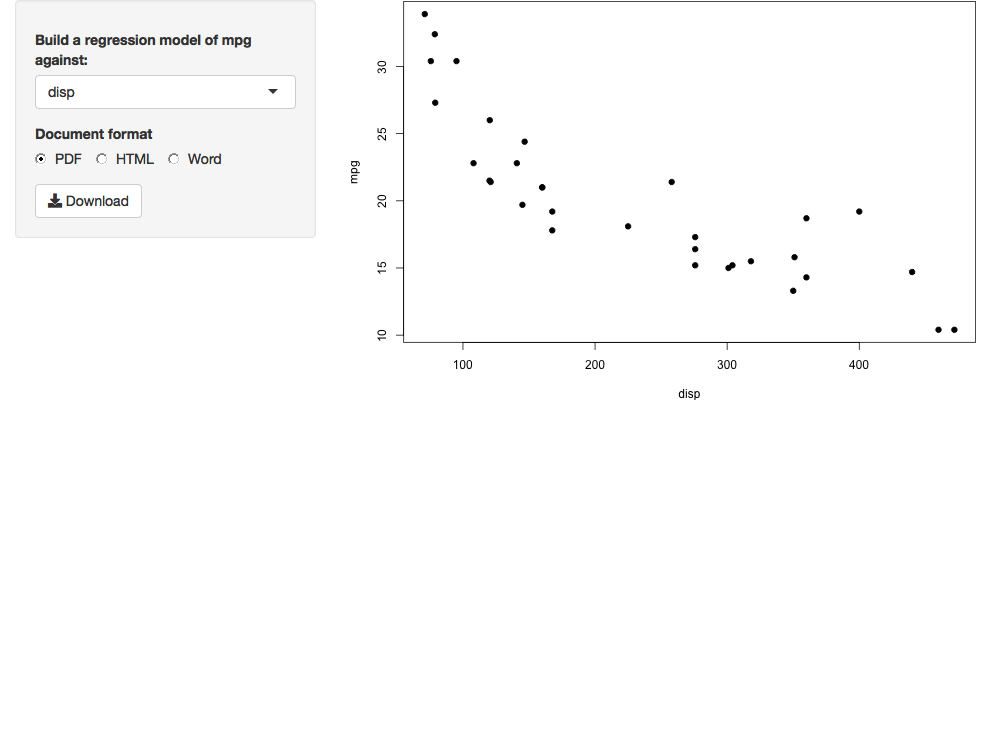 Build a regression model of mpg
against:
disp
Document format
PDF HTML Word
Download
mpg
30
25
20
15
10
100 200 300 400
disp